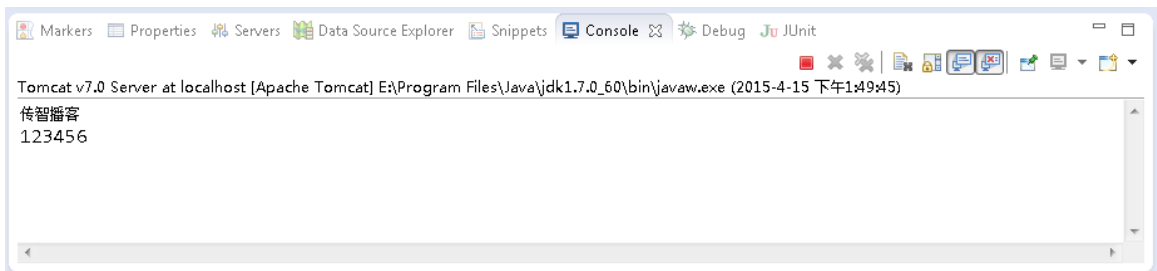 Markers Properties Servers Data Source Explorer Snippets Console Debug JUnit
Tomcat v7.0 Server at localhost [Apache Tomcat] E:\Program Files\Java\jdk1.7.0_60\bin\javaw.exe (2015-4-15 下午1:49:45)
传智播客
123456